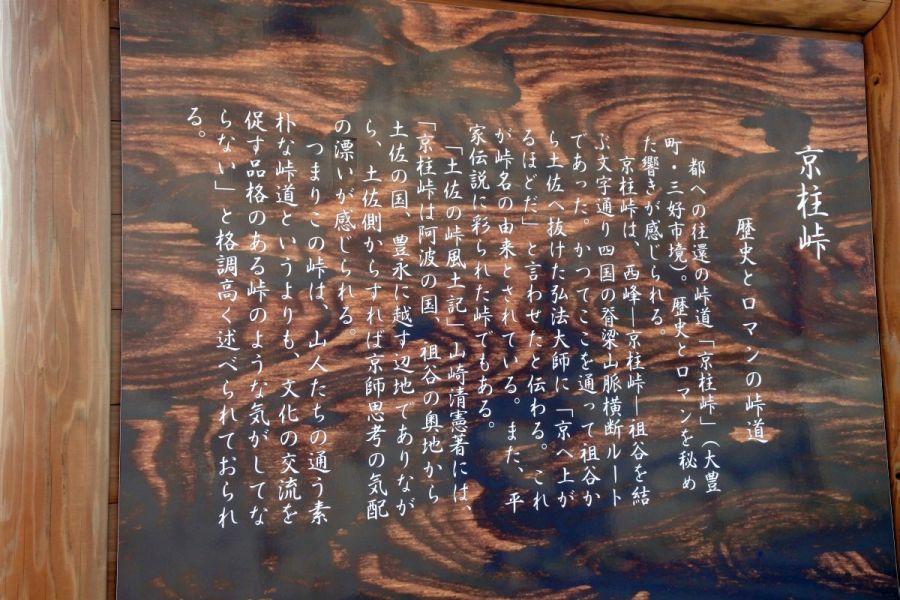 京柱峠
歴史とロマンの峠道
都への往還の峠道「京柱峠」(大豊
町・三好市境)。歴史とロマンを秘め
た響きが感じられる。
京柱峠は、西峰―京柱峠―祖谷を結
ぶ文字通り四国の脊梁山脈横断ルート
であった。かつてここを通って祖谷か
ら土佐へ抜けた弘法大師に「京へ上が
るほどだ」と言わせたと伝わる。これ
が峠名の由来とされている。また、平
家伝説に彩られた峠でもある。
「土佐の峠風土記」山崎清憲著には、
「京柱峠は阿波の国、祖谷の奥地から
土佐の国、豊永に越す辺地でありなが
ら、土佐側からすれば京師思考の気配
の漂いが感じられる。
つまりこの峠は、山人たちの通う素
朴な峠道というよりも、文化の交流を
促す品格のある峠のような気がしてな
らない」と格調高く述べられておられ
る。